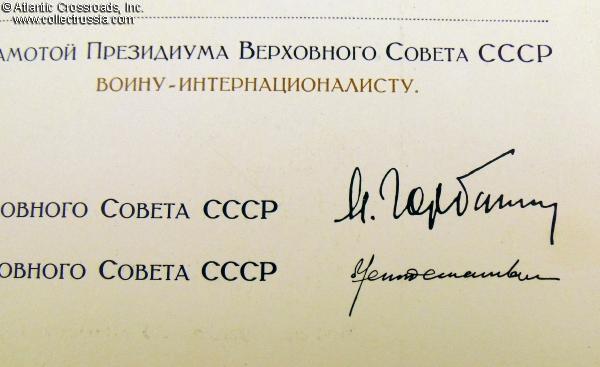 © Atlantic Crossroads, Inc.
www.collectrussia.com
АМОТОЙ ПРЕЗИДИУМА ВЕРХОВНОГО СОВЕТА СССР
ВОИНУ-ИНТЕРНАЦИОНАЛИСТУ.
ОВНОГО СОВЕТА СССР
М. Горбачев
ОВНОГО СОВЕТА СССР